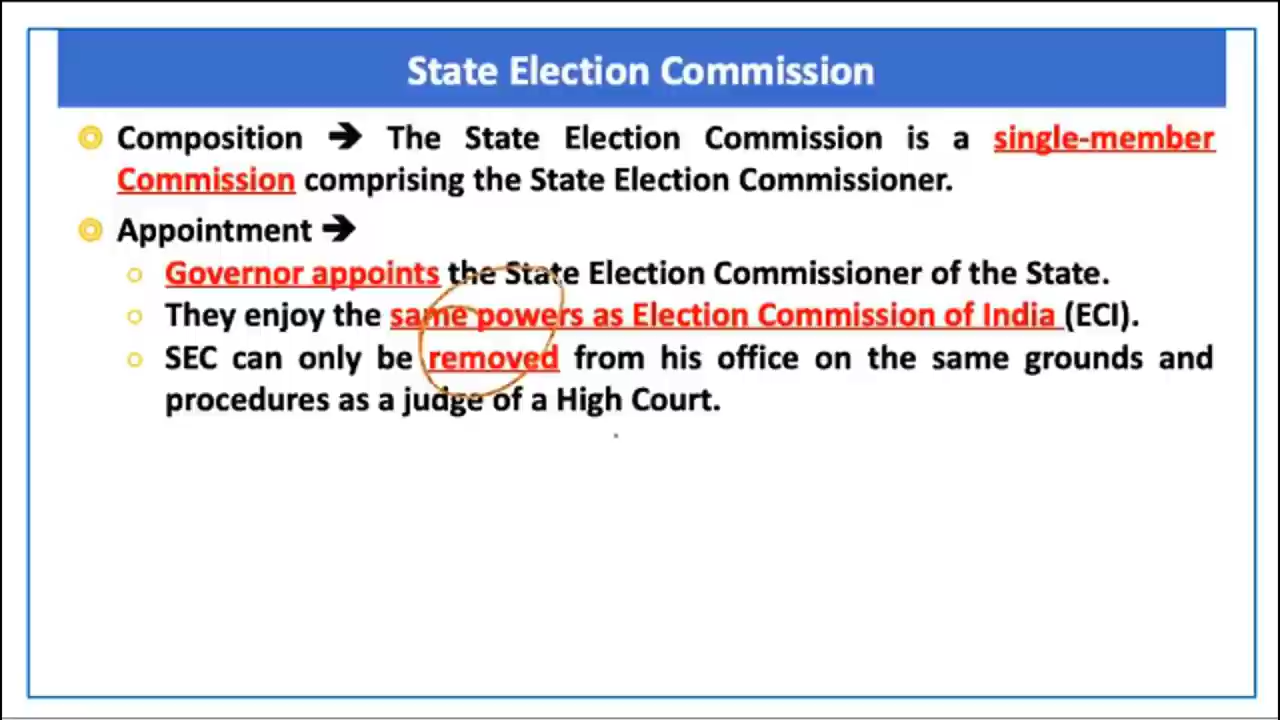 State Election Commission
Composition ➔ The State Election Commission is a single-member
Commission comprising the State Election Commissioner.
Appointment ➔
Governor appoints the State Election Commissioner of the State.
They enjoy the same powers as Election Commission of India (ECI).
SEC can only be removed from his office on the same grounds and
procedures as a judge of a High Court.